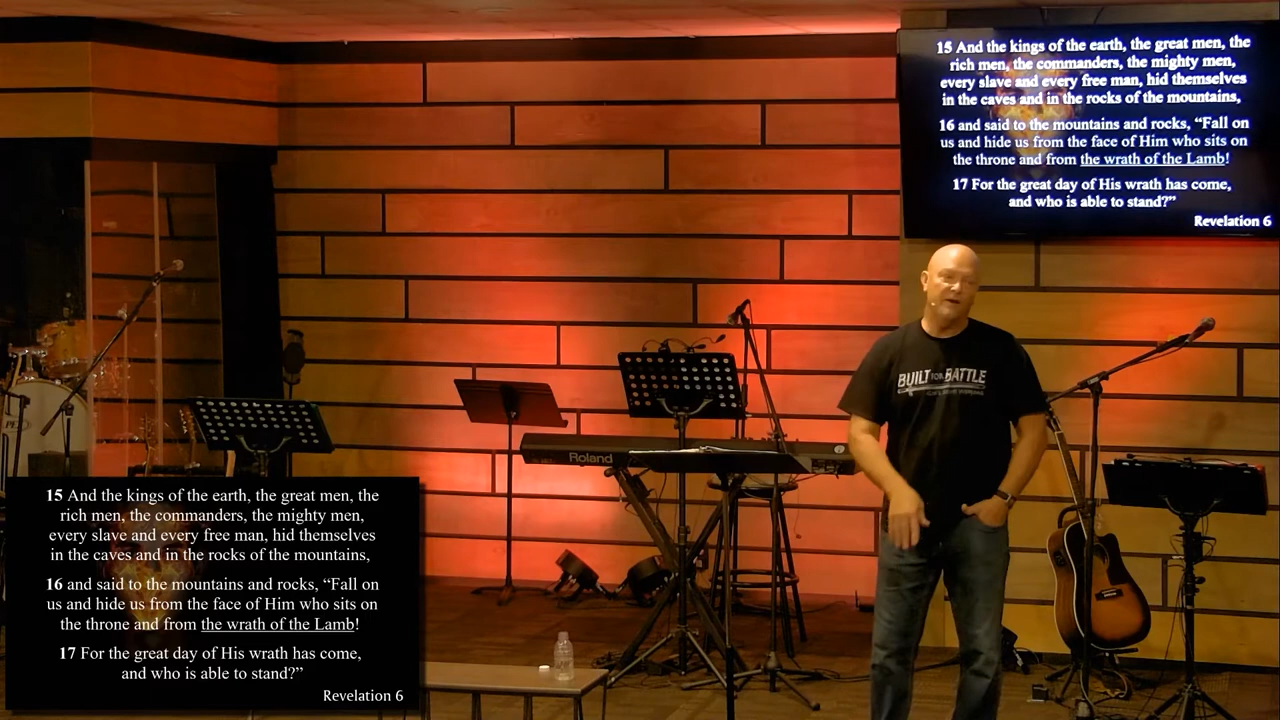 15 And the kings of the earth, the great men, the
rich men, the commanders, the mighty men,
every slave and every free man, hid themselves
in the caves and in the rocks of the mountains,
16 and said to the mountains and rocks, “Fall on
us and hide us from the face of Him who sits on
the throne and from the wrath of the Lamb!
17 For the great day of His wrath has come,
and who is able to stand?”
Revelation 6
BUILT FOR BATTLE
Roland
15 And the kings of the earth, the great men, the
rich men, the commanders, the mighty men,
every slave and every free man, hid themselves
in the caves and in the rocks of the mountains,
16 and said to the mountains and rocks, “Fall on
us and hide us from the face of Him who sits on
the throne and from the wrath of the Lamb!
17 For the great day of His wrath has come,
and who is able to stand?”
Revelation 6